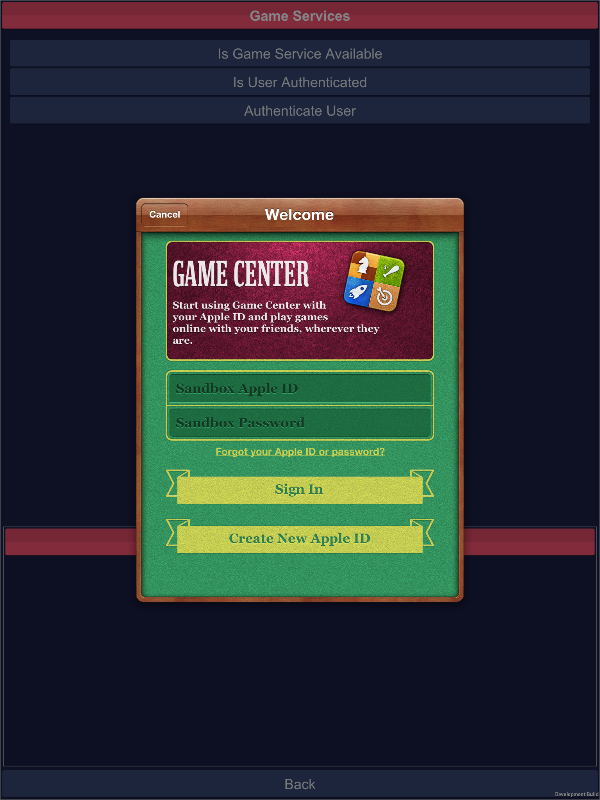 Game Services
Is Game Service Available
Is User Authenticated
Authenticate User
Cancel
Welcome
GAME CENTER
Start using Game Center with
your Apple ID and play games
online with your friends, wherever they
are.
Sandbox Apple ID
Sandbox Password
Forgot your Apple ID or password?
Sign In
Create New Apple ID
Back
Development Build